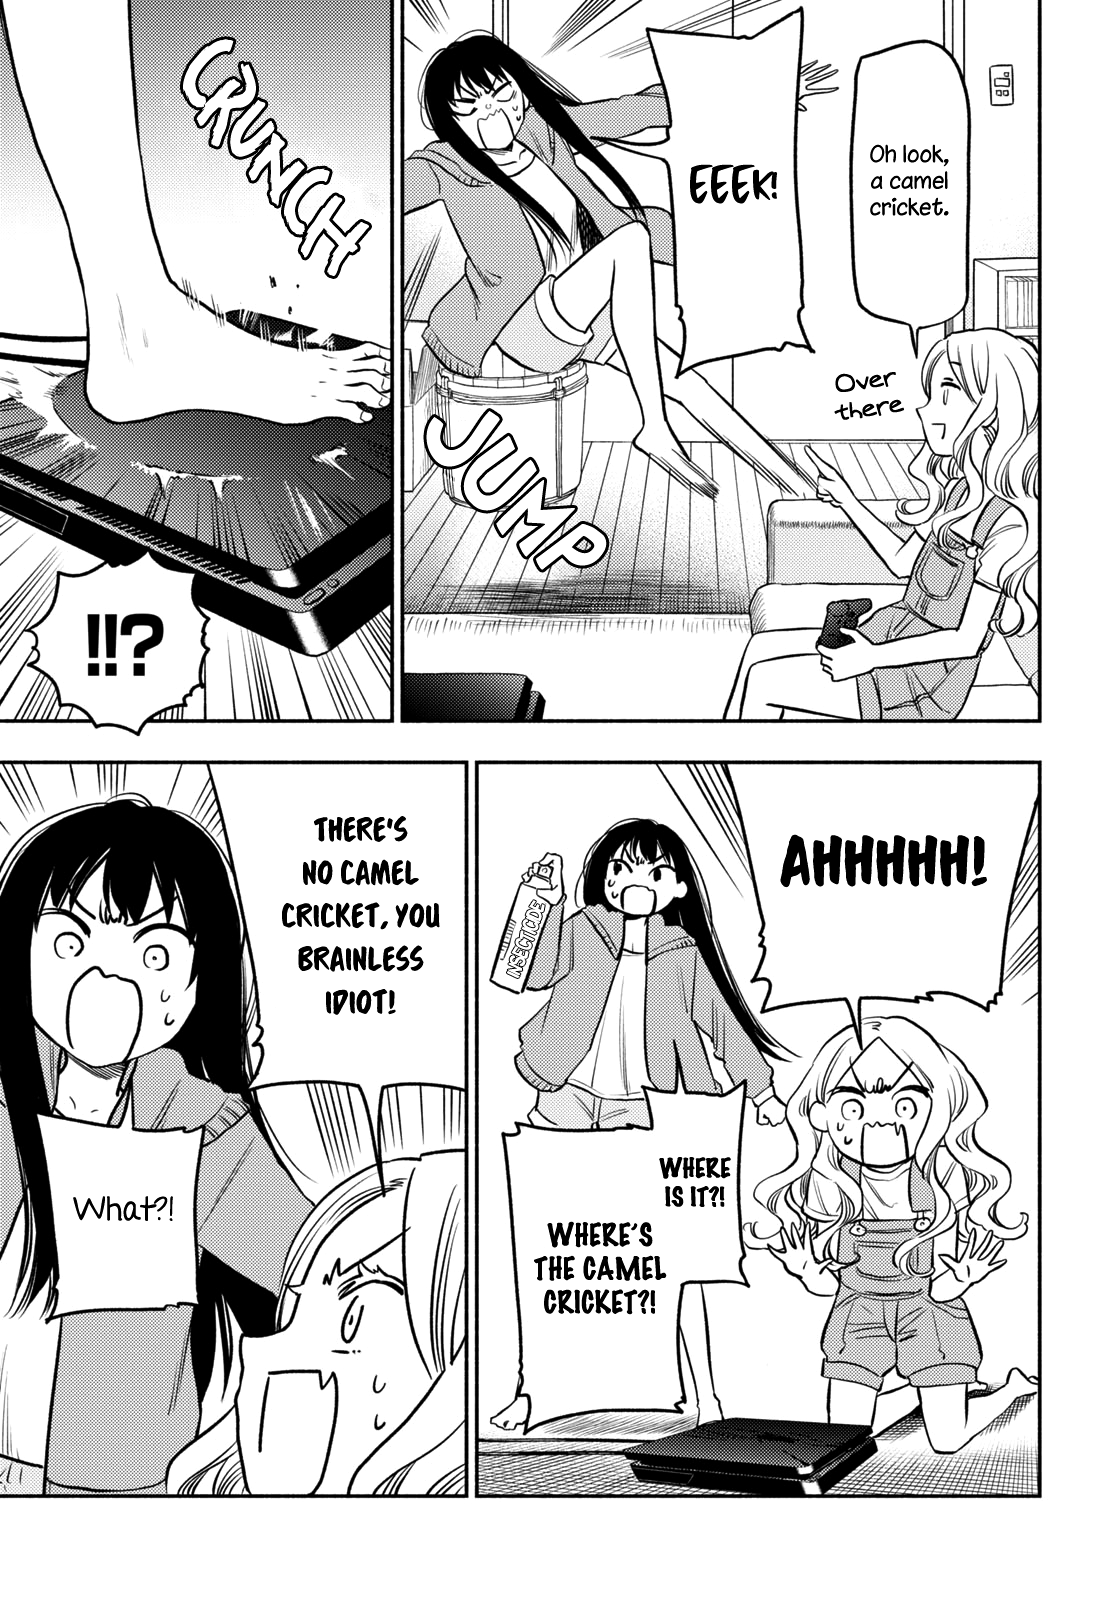 Oh look,
a camel
cricket.
Over
there
EEEK!
JUMP
CRUNCH
!!?
AHHHHH!
INSECTICDE
WHERE
IS IT?!
WHERE'S
THE CAMEL
CRICKET?!
THERE'S
NO CAMEL
CRICKET, YOU
BRAINLESS
IDIOT!
What?!